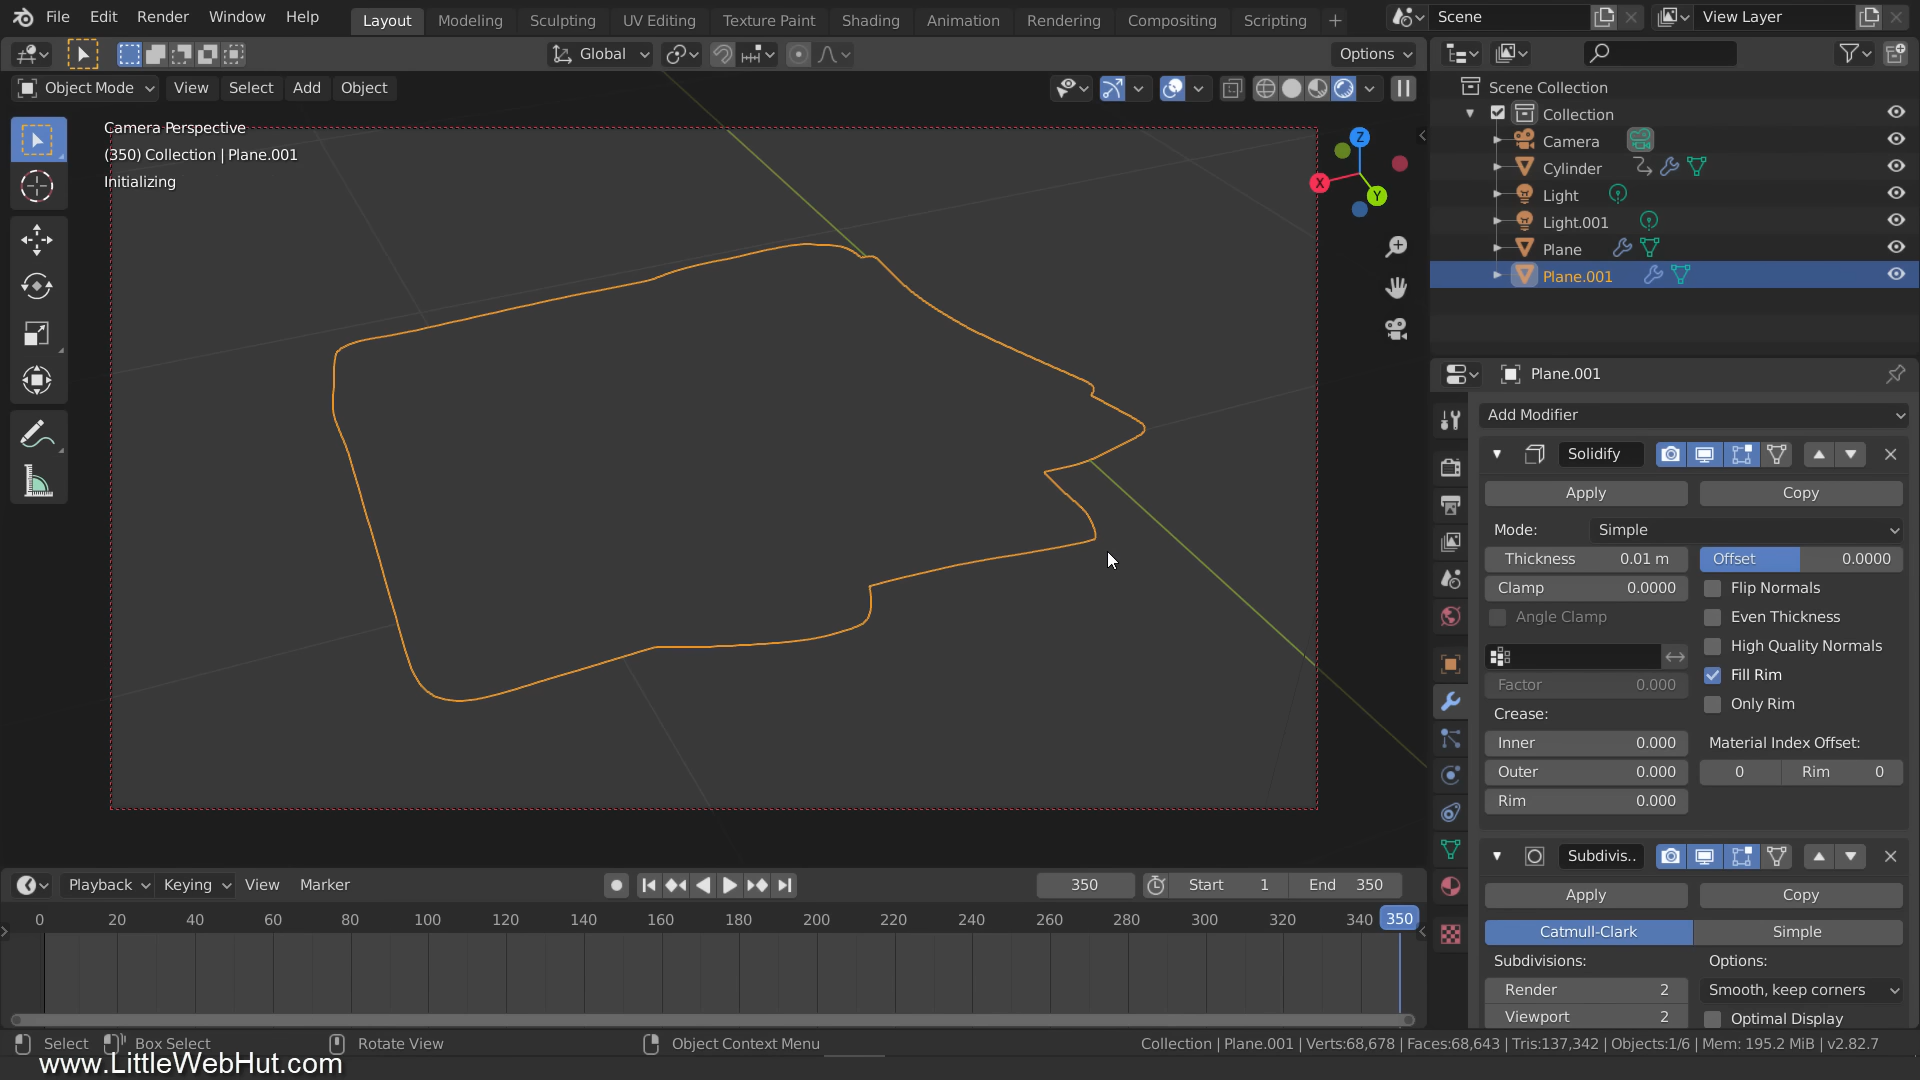 File Edit Render Window Help Layout Modeling Sculpting UV Editing Texture Paint Shading Animation Rendering Compositing Scripting + Scene View Layer
Global Options
Object Mode View Select Add Object
Scene Collection
Collection
Camera
Cylinder
Light
Light.001
Plane
Plane.001
Camera Perspective
(350) Collection | Plane.001
Initializing
Z
X
Y
Plane.001
Add Modifier
Solidify
Apply Copy
Mode: Simple
Thickness 0.01 m Offset 0.0000
Clamp 0.0000 Flip Normals
Angle Clamp Even Thickness
High Quality Normals
Factor 0.000 Fill Rim
Only Rim
Crease:
Inner 0.000 Material Index Offset:
Outer 0.000 0 Rim 0
Rim 0.000
Subdivis..
Apply Copy
Catmull-Clark Simple
Subdivisions: Options:
Render 2 Smooth, keep corners
Viewport 2 Optimal Display
Playback Keying View Marker 350 Start 1 End 350
0 20 40 60 80 100 120 140 160 180 200 220 240 260 280 300 320 340 350
Select Box Select Rotate View Object Context Menu Collection | Plane.001 | Verts:68,678 | Faces:68,643 | Tris:137,342 | Objects:1/6 | Mem: 195.2 MiB | v2.82.7
www.LittleWebHut.com